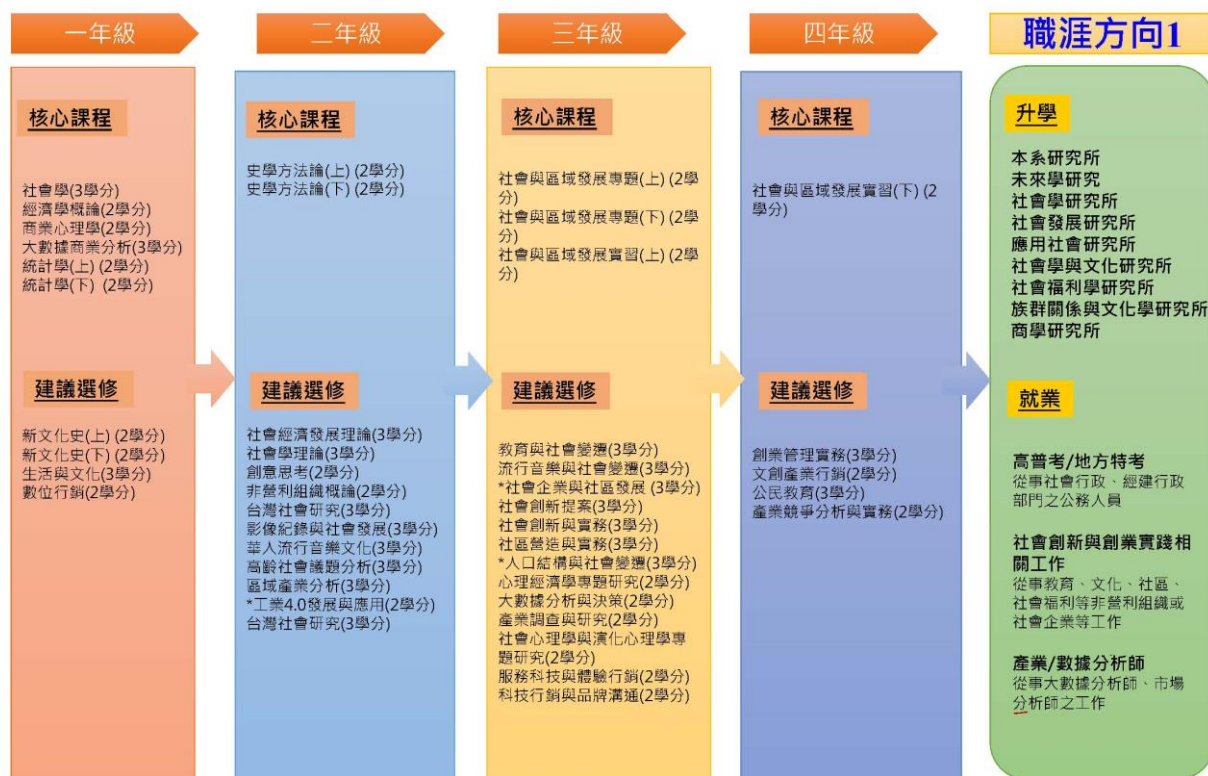 一年級
核心課程
社會學(3學分)
經濟學概論(2學分)
商業心理學(2學分)
大數據商業分析(3學分)
統計學(上) (2學分)
統計學(下) (2學分)
建議選修
新文化史(上) (2學分)
新文化史(下) (2學分)
生活與文化(3學分)
數位行銷(2學分)
二年級
核心課程
史學方法論(上) (2學分)
史學方法論(下) (2學分)
建議選修
社會經濟發展理論(3學分)
社會學理論(3學分)
創意思考(2學分)
非營利組織概論(2學分)
台灣社會研究(3學分)
影像紀錄與社會發展(3學分)
華人流行音樂文化(3學分)
高齡社會議題分析(3學分)
區域產業分析(3學分)
*工業4.0發展與應用(2學分)
台灣社會研究(3學分)
三年級
核心課程
社會與區域發展專題(上) (2學
分)
社會與區域發展專題(下) (2學
分)
社會與區域發展實習(上) (2學
分)
建議選修
教育與社會變遷(3學分)
流行音樂與社會變遷(3學分)
*社會企業與社區發展 (3學分)
社會創新提案(3學分)
社會創新與實務(3學分)
社區營造與實務(3學分)
*人口結構與社會變遷(3學分)
心理經濟學專題研究(2學分)
大數據分析與決策(2學分)
產業調查與研究(2學分)
社會心理學與演化心理學專
題研究(2學分)
服務科技與體驗行銷(2學分)
科技行銷與品牌溝通(2學分)
四年級
核心課程
社會與區域發展實習(下) (2
學分)
建議選修
創業管理實務(3學分)
文創產業行銷(2學分)
公民教育(3學分)
產業競爭分析與實務(2學分)
職涯方向1
升學
本系研究所
未來學研究
社會學研究所
社會發展研究所
應用社會研究所
社會學與文化研究所
社會福利學研究所
族群關係與文化學研究所
商學研究所
就業
高普考/地方特考
從事社會行政、經建行政
部門之公務人員
社會創新與創業實踐相
關工作
從事教育、文化、社區、
社會福利等非營利組織或
社會企業等工作
產業/數據分析師
從事大數據分析師、市場
分析師之工作